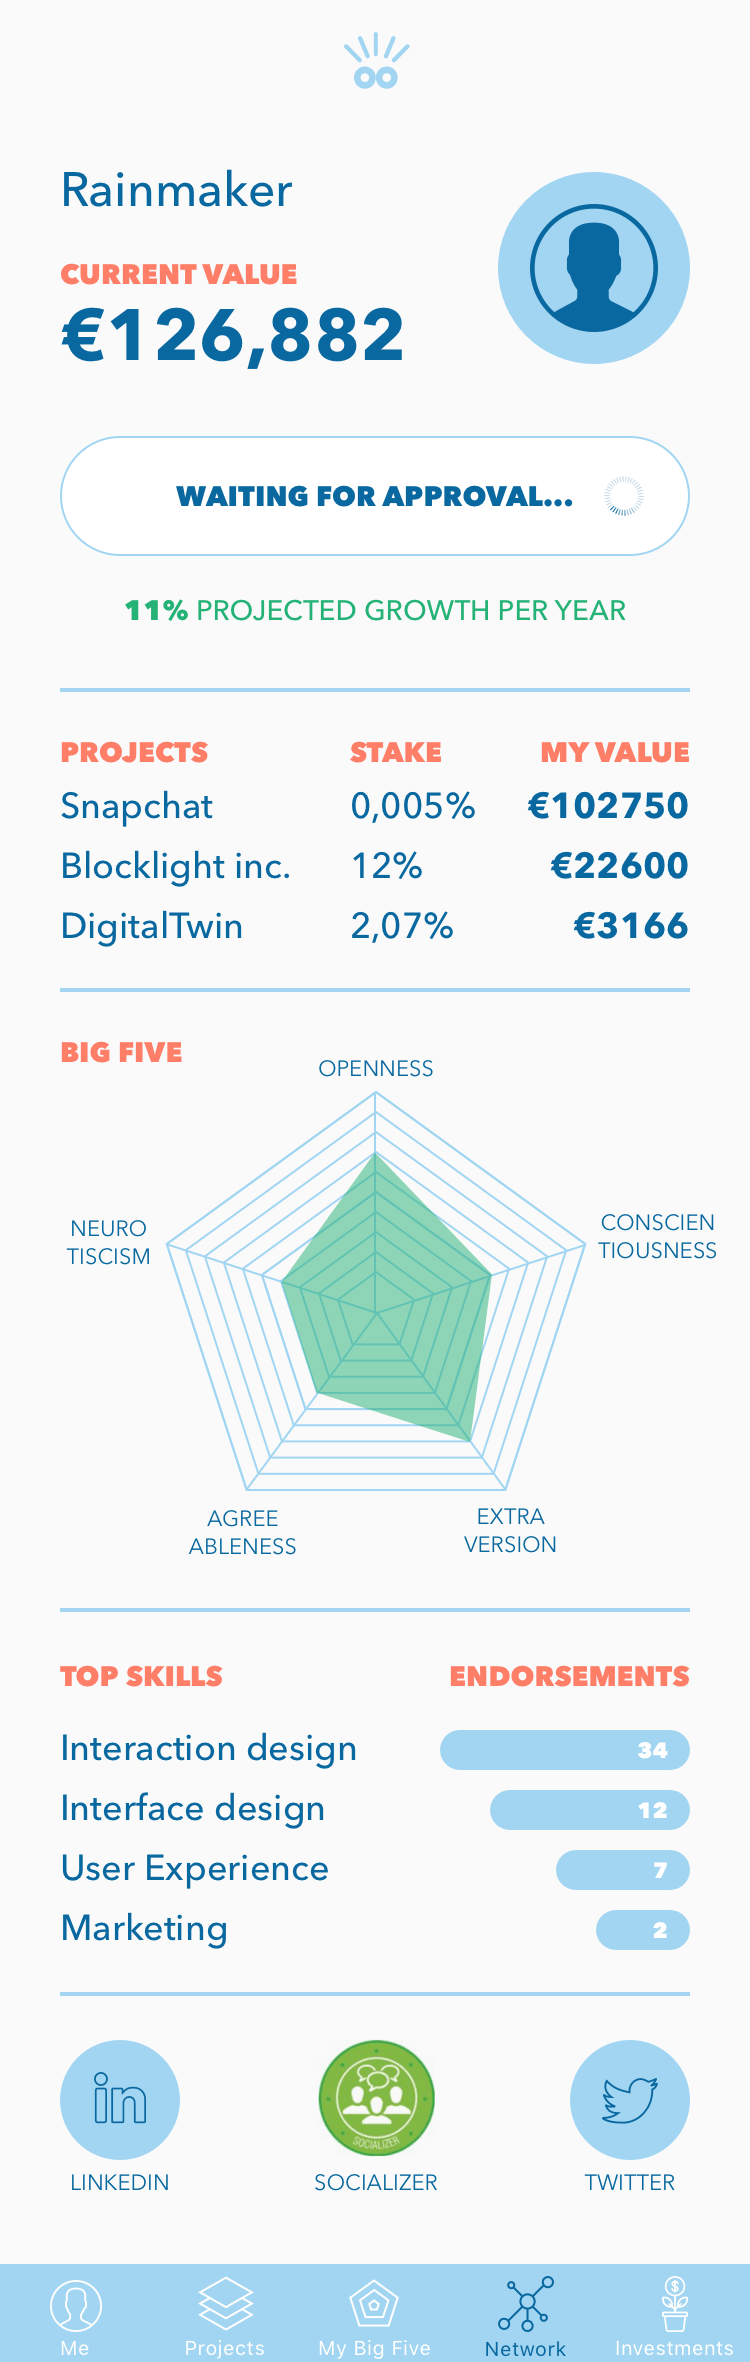 Rainmaker
CURRENT VALUE
€126,882
WAITING FOR APPROVAL...
11% PROJECTED GROWTH PER YEAR
PROJECTS STAKE MY VALUE
Snapchat 0,005% €102750
Blocklight inc. 12% €22600
DigitalTwin 2,07% €3166
BIG FIVE
OPENNESS
NEURO
TISCISM
CONSCIEN
TIOUSNESS
AGREE
ABLENESS
EXTRA
VERSION
TOP SKILLS ENDORSEMENTS
Interaction design 34
Interface design 12
User Experience 7
Marketing 2
in
SOCIALIZER
LINKEDIN SOCIALIZER TWITTER
$
Me Projects My Big Five Network Investments